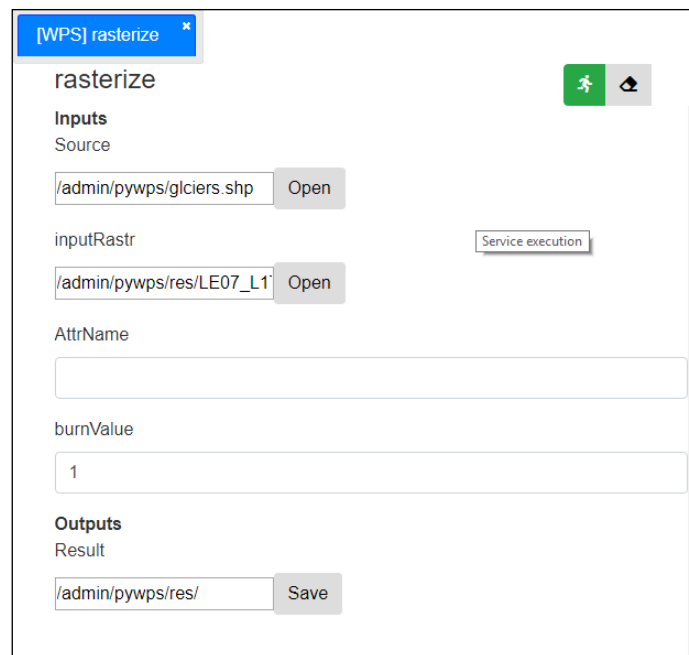 [WPS] rasterize
rasterize
Inputs
Source
/admin/pywps/glciers.shp Open
inputRastr
Service execution
/admin/pywps/res/LE07_L1 Open
AttrName
burnValue
1
Outputs
Result
/admin/pywps/res/ Save